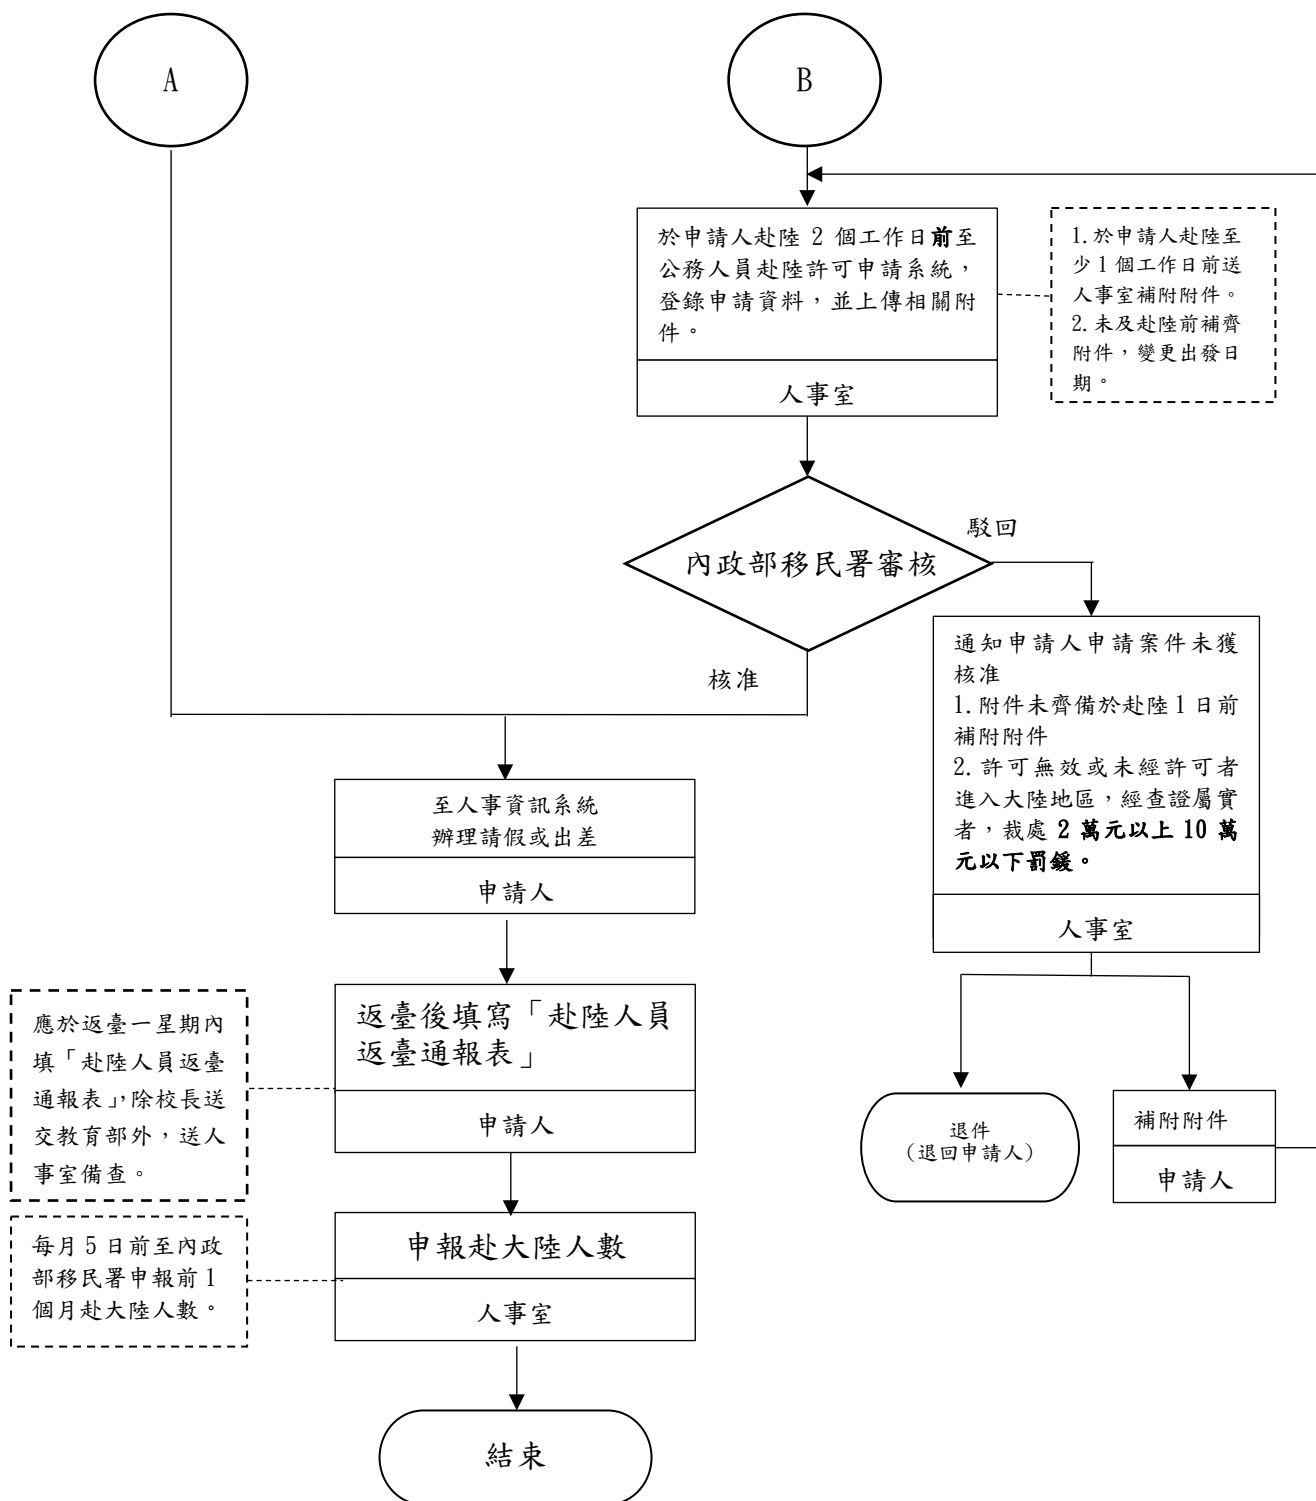 A
B
於申請人赴陸 2 個工作日前至
公務人員赴陸許可申請系統，
登錄申請資料，並上傳相關附
件。
人事室
1.於申請人赴陸至
少1個工作日前送
人事室補附附件。
2.未及赴陸前補齊
附件，變更出發日
期。
內政部移民署審核
駁回
核准
通知申請人申請案件未獲
核准
1.附件未齊備於赴陸1日前
補附附件
2.許可無效或未經許可者
進入大陸地區，經查證屬實
者，裁處 2 萬元以上 10 萬
元以下罰鍰。
人事室
至人事資訊系統
辦理請假或出差
申請人
返臺後填寫「赴陸人員
返臺通報表」
申請人
應於返臺一星期內
填「赴陸人員返臺
通報表」，除校長送
交教育部外，送人
事室備查。
退件
(退回申請人)
補附附件
申請人
申報赴大陸人數
人事室
每月5日前至內政
部移民署申報前1
個月赴大陸人數。
結束